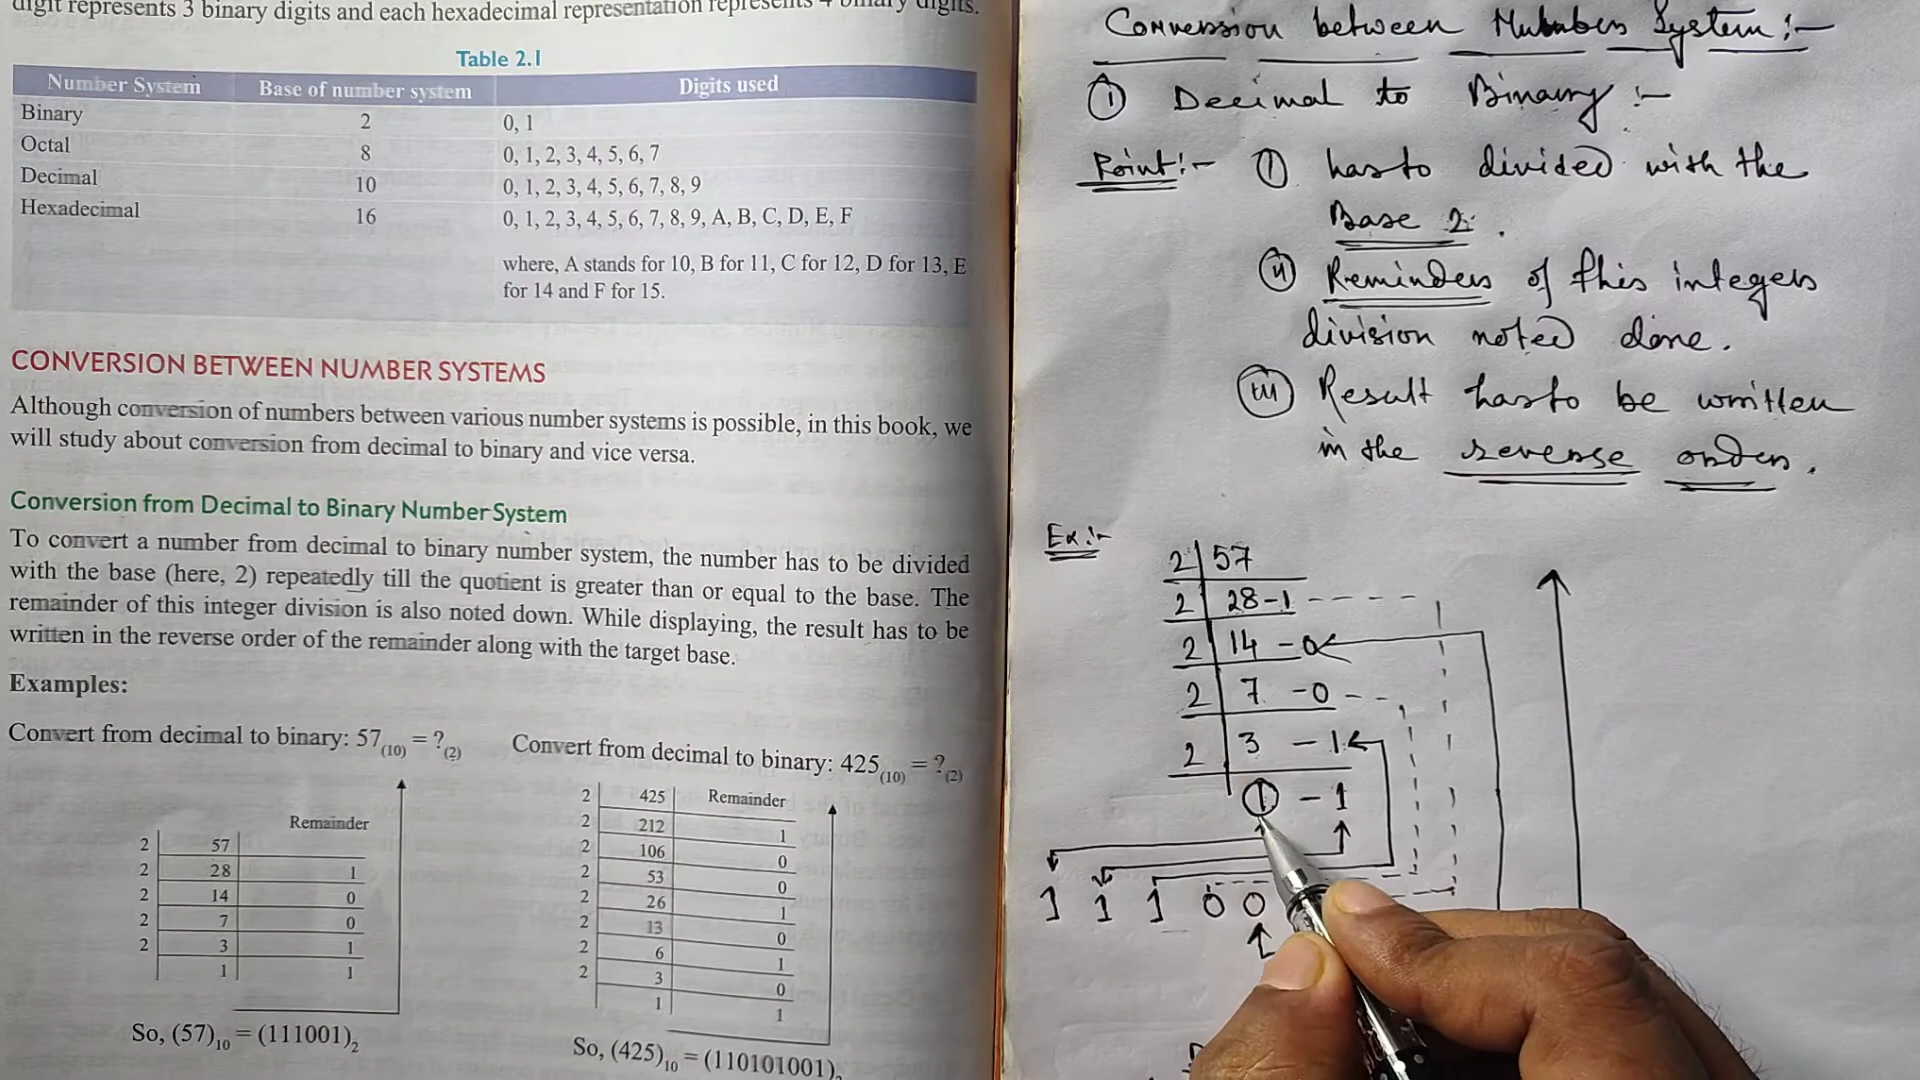 digit represents 3 binary digits and each hexadecimal representation represents 4 binary digits.
Table 2.1
Number System Base of number system Digits used
Binary 2 0, 1
Octal 8 0, 1, 2, 3, 4, 5, 6, 7
Decimal 10 0, 1, 2, 3, 4, 5, 6, 7, 8, 9
Hexadecimal 16 0, 1, 2, 3, 4, 5, 6, 7, 8, 9, A, B, C, D, E, F
where, A stands for 10, B for 11, C for 12, D for 13, E
for 14 and F for 15.
CONVERSION BETWEEN NUMBER SYSTEMS
Although conversion of numbers between various number systems is possible, in this book, we
will study about conversion from decimal to binary and vice versa.
Conversion from Decimal to Binary Number System
To convert a number from decimal to binary number system, the number has to be divided
with the base (here, 2) repeatedly till the quotient is greater than or equal to the base. The
remainder of this integer division is also noted down. While displaying, the result has to be
written in the reverse order of the remainder along with the target base.
Examples:
Convert from decimal to binary: 57(10) = ?(2)
Remainder
2 57
2 28 1
2 14 0
2 7 0
2 3 1
1 1
So, (57)10 = (111001)2
Convert from decimal to binary: 425(10) = ?(2)
2 425 Remainder
2 212 1
2 106 0
2 53 0
2 26 1
2 13 0
2 6 1
2 3 0
1 1
So, (425)10 = (110101001)2
Conversion between Number System :-
(i) Decimal to Binary :-
Point :- (i) has to divided with the
Base 2.
(ii) Reminders of this integers
division noted done.
(iii) Result has to be written
in the reverse order.
Ex :-
2 57
2 28 - 1
2 14 - 0
2 7 - 0
2 3 - 1
1 - 1
1 1 1 0 0